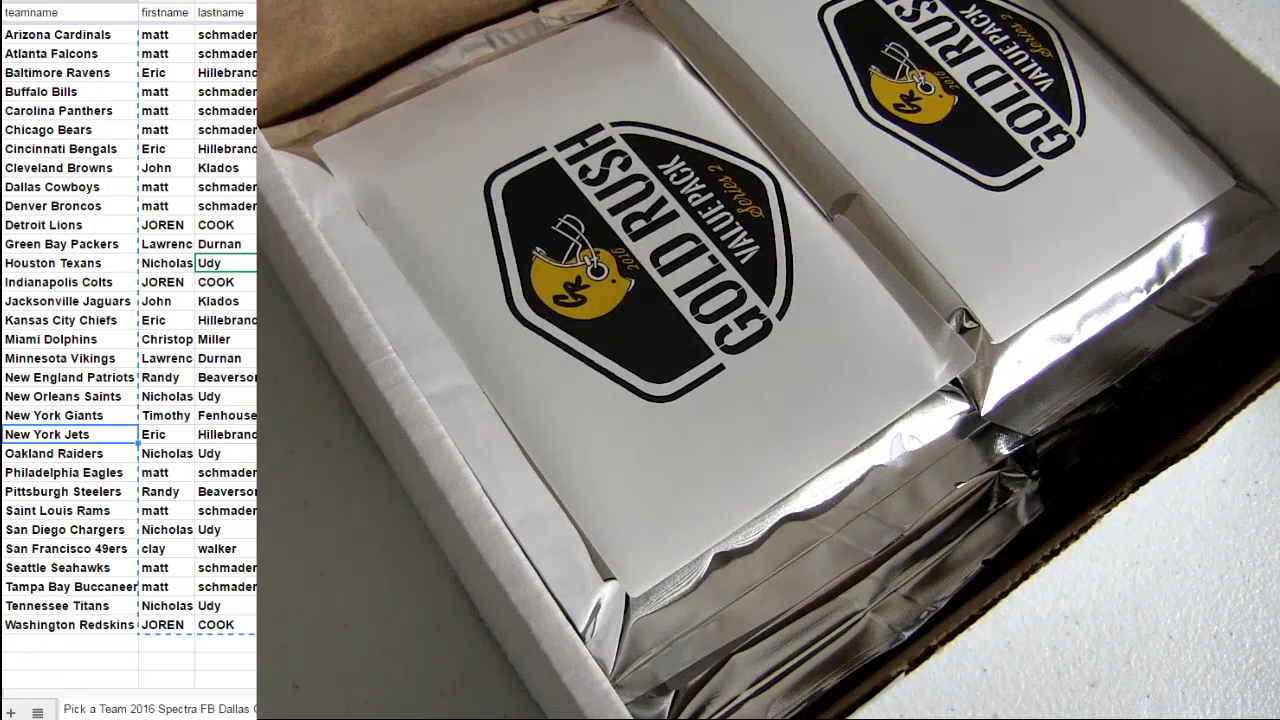 teamname firstname lastname
Arizona Cardinals matt schmader
Atlanta Falcons matt schmader
Baltimore Ravens Eric Hillebrand
Buffalo Bills matt schmader
Carolina Panthers matt schmader
Chicago Bears matt schmader
Cincinnati Bengals Eric Hillebrand
Cleveland Browns John Klados
Dallas Cowboys matt schmader
Denver Broncos matt schmader
Detroit Lions JOREN COOK
Green Bay Packers Lawrenc Durnan
Houston Texans Nicholas Udy
Indianapolis Colts JOREN COOK
Jacksonville Jaguars John Klados
Kansas City Chiefs Eric Hillebrand
Miami Dolphins Christop Miller
Minnesota Vikings Lawrenc Durnan
New England Patriots Randy Beaverson
New Orleans Saints Nicholas Udy
New York Giants Timothy Fenhouse
New York Jets Eric Hillebrand
Oakland Raiders Nicholas Udy
Philadelphia Eagles matt schmader
Pittsburgh Steelers Randy Beaverson
Saint Louis Rams matt schmader
San Diego Chargers Nicholas Udy
San Francisco 49ers clay walker
Seattle Seahawks matt schmader
Tampa Bay Buccaneer matt schmader
Tennessee Titans Nicholas Udy
Washington Redskins JOREN COOK
Pick a Team 2016 Spectra FB Dallas
GOLD RUSH
VALUE PACK
Series 2
2016
GR
GOLD RUSH
VALUE PACK
Series 2
2016
GR